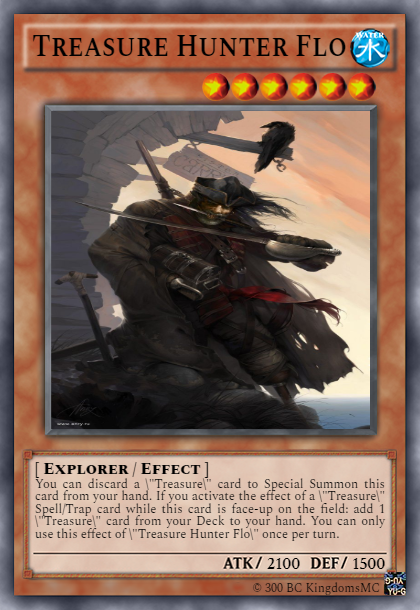 Treasure Hunter Flo
WATER
水
[ Explorer / Effect ]
You can discard a \"Treasure\" card to Special Summon this
card from your hand. If you activate the effect of a \"Treasure\"
Spell/Trap card while this card is face-up on the field: add 1
\"Treasure\" card from your Deck to your hand. You can only
use this effect of \"Treasure Hunter Flo\" once per turn.
ATK / 2100 DEF / 1500
© 300 BC KingdomsMC